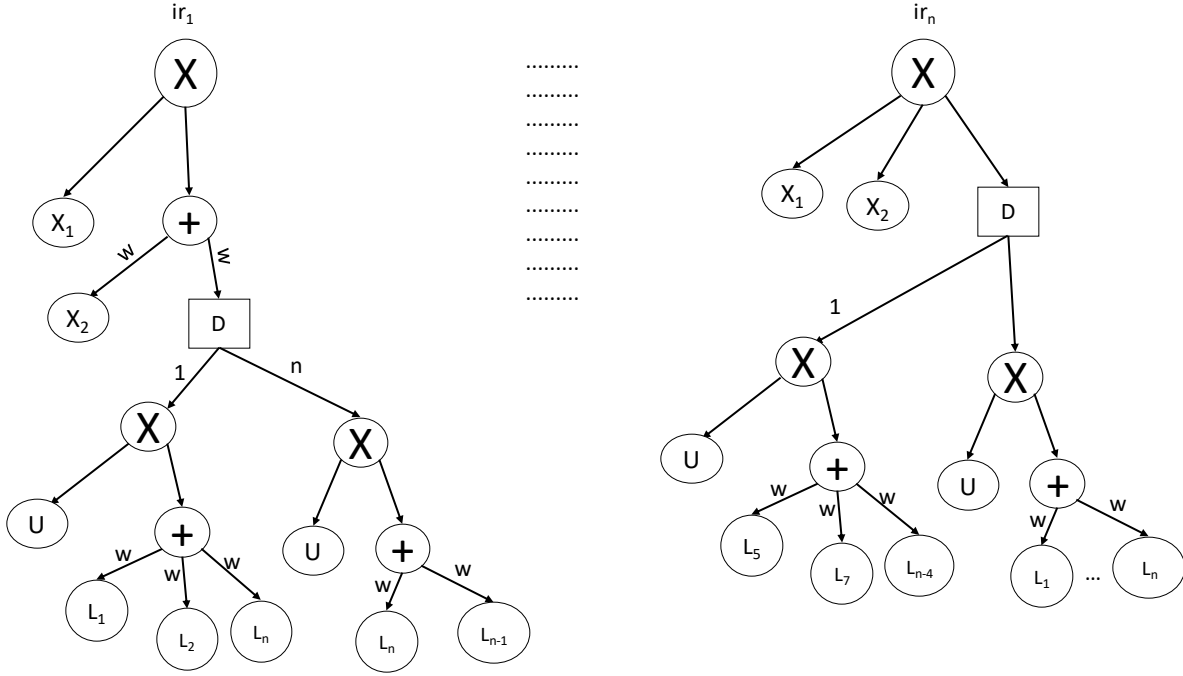 ir₁ irₙ
X X
.........
.........
.........
.........
.........
.........
.........
.........
.........
X₁ + X₁ X₂ D
w w
X₂ D
1
1 n
X X
X X
U + U +
w w w w w
U + U +
L₅ L₇ Lₙ₋₄ L₁ ... Lₙ
w w w w w
L₁ L₂ Lₙ Lₙ Lₙ₋₁